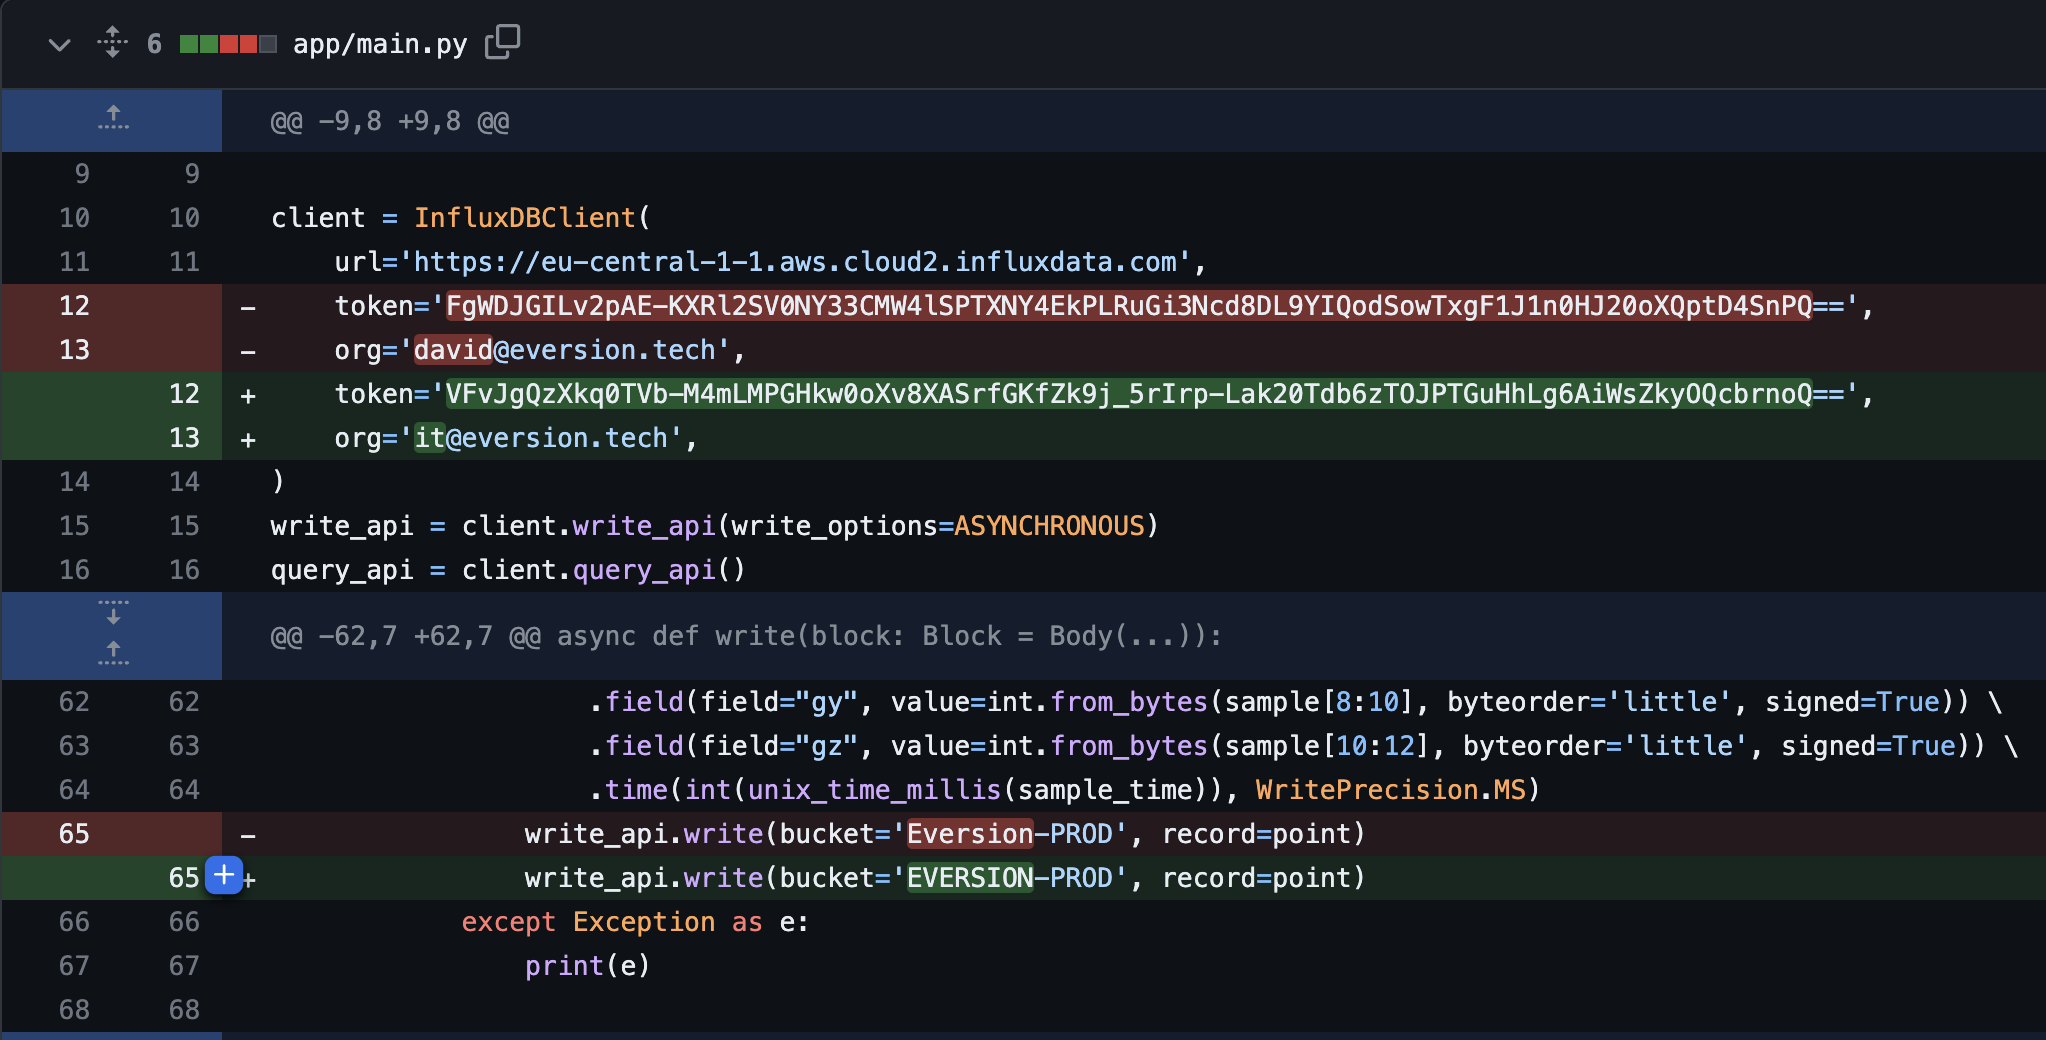 6 app/main.py
@@ -9,8 +9,8 @@
9 9
10 10 client = InfluxDBClient(
11 11     url='https://eu-central-1-1.aws.cloud2.influxdata.com',
12 -     token='FgWDJGILv2pAE-KXRl2SV0NY33CMW4lSPTXNY4EkPLRuGi3Ncd8DL9YIQodSowTxgF1J1n0HJ20oXQptD4SnPQ==',
13 -     org='david@eversion.tech',
12 +     token='VFvJgQzXkq0TVb-M4mLMPGHkw0oXv8XASrfGKfZk9j_5rIrp-Lak20Tdb6zTOJPTGuHhLg6AiWsZkyOQcbrnoQ==',
13 +     org='it@eversion.tech',
14 14 )
15 15 write_api = client.write_api(write_options=ASYNCHRONOUS)
16 16 query_api = client.query_api()
@@ -62,7 +62,7 @@ async def write(block: Block = Body(...)):
62 62                     .field(field="gy", value=int.from_bytes(sample[8:10], byteorder='little', signed=True)) \
63 63                     .field(field="gz", value=int.from_bytes(sample[10:12], byteorder='little', signed=True)) \
64 64                     .time(int(unix_time_millis(sample_time)), WritePrecision.MS)
65 -                 write_api.write(bucket='Eversion-PROD', record=point)
65 +                 write_api.write(bucket='EVERSION-PROD', record=point)
66 66             except Exception as e:
67 67                 print(e)
68 68